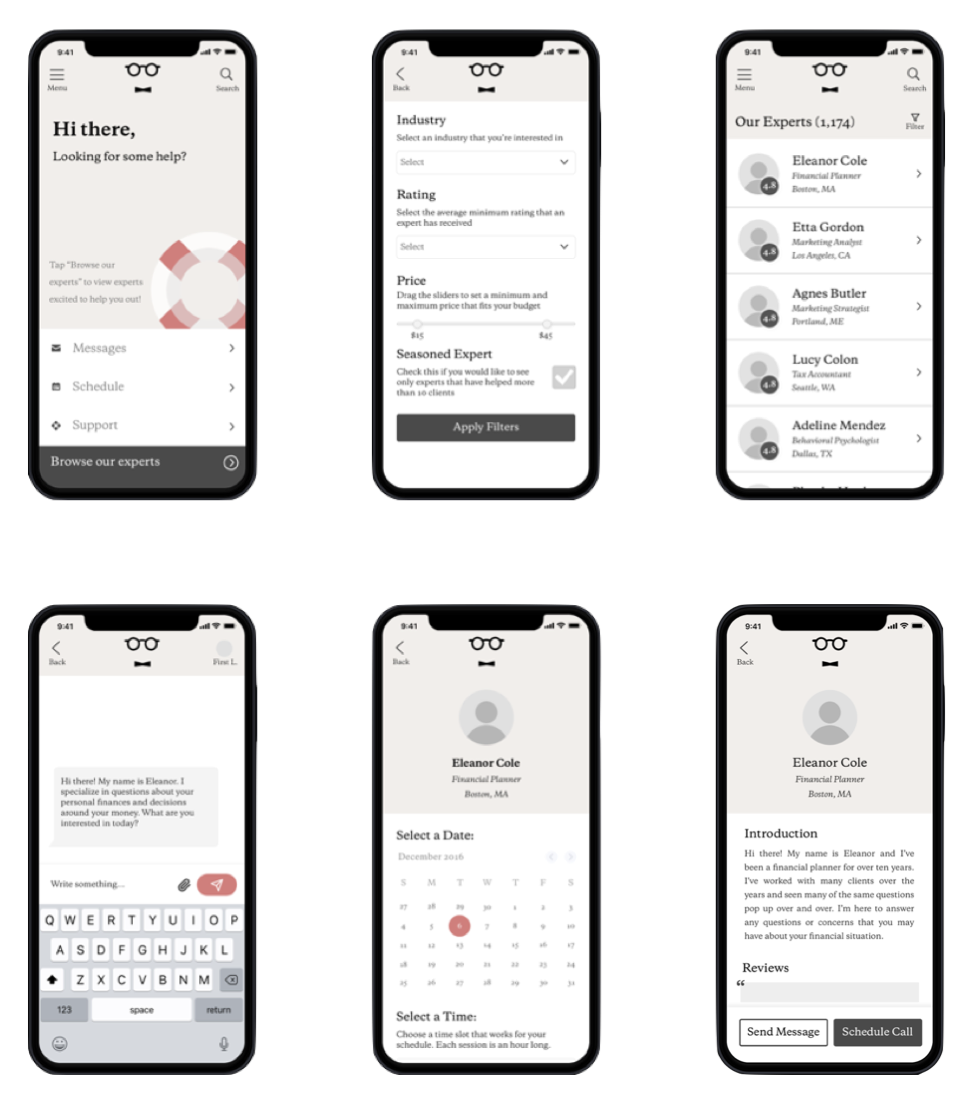 9:41
Menu
Search
Hi there,
Looking for some help?
Tap "Browse our
experts" to view experts
excited to help you out!
Messages
Schedule
Support
Browse our experts
9:41
Back
Industry
Select an industry that you're interested in
Select
Rating
Select the average minimum rating that an
expert has received
Select
Price
Drag the sliders to set a minimum and
maximum price that fits your budget
$15
$45
Seasoned Expert
Check this if you would like to see
only experts that have helped more
than 10 clients
Apply Filters
9:41
Menu
Search
Our Experts (1,174)
Filter
Eleanor Cole
Financial Planner
Boston, MA
4.8
Etta Gordon
Marketing Analyst
Los Angeles, CA
4.8
Agnes Butler
Marketing Strategist
Portland, ME
4.8
Lucy Colon
Tax Accountant
Seattle, WA
4.8
Adeline Mendez
Behavioral Psychologist
Dallas, TX
4.8
9:41
Back
First L.
Hi there! My name is Eleanor. I
specialize in questions about your
personal finances and decisions
around your money. What are you
interested in today?
Write something...
Q W E R T Y U I O P
A S D F G H J K L
Z X C V B N M
123 space return
9:41
Back
Eleanor Cole
Financial Planner
Boston, MA
Select a Date:
December 2016
S M T W T F S
27 28 29 30 1 2 3
4 5 6 7 8 9 10
11 12 13 14 15 16 17
18 19 20 21 22 23 24
25 26 27 28 29 30 31
Select a Time:
Choose a time slot that works for your
schedule. Each session is an hour long.
9:41
Back
Eleanor Cole
Financial Planner
Boston, MA
Introduction
Hi there! My name is Eleanor and I've
been a financial planner for over ten years.
I've worked with many clients over the
years and seen many of the same questions
pop up over and over. I'm here to answer
any questions or concerns that you may
have about your financial situation.
Reviews
“
Send Message
Schedule Call